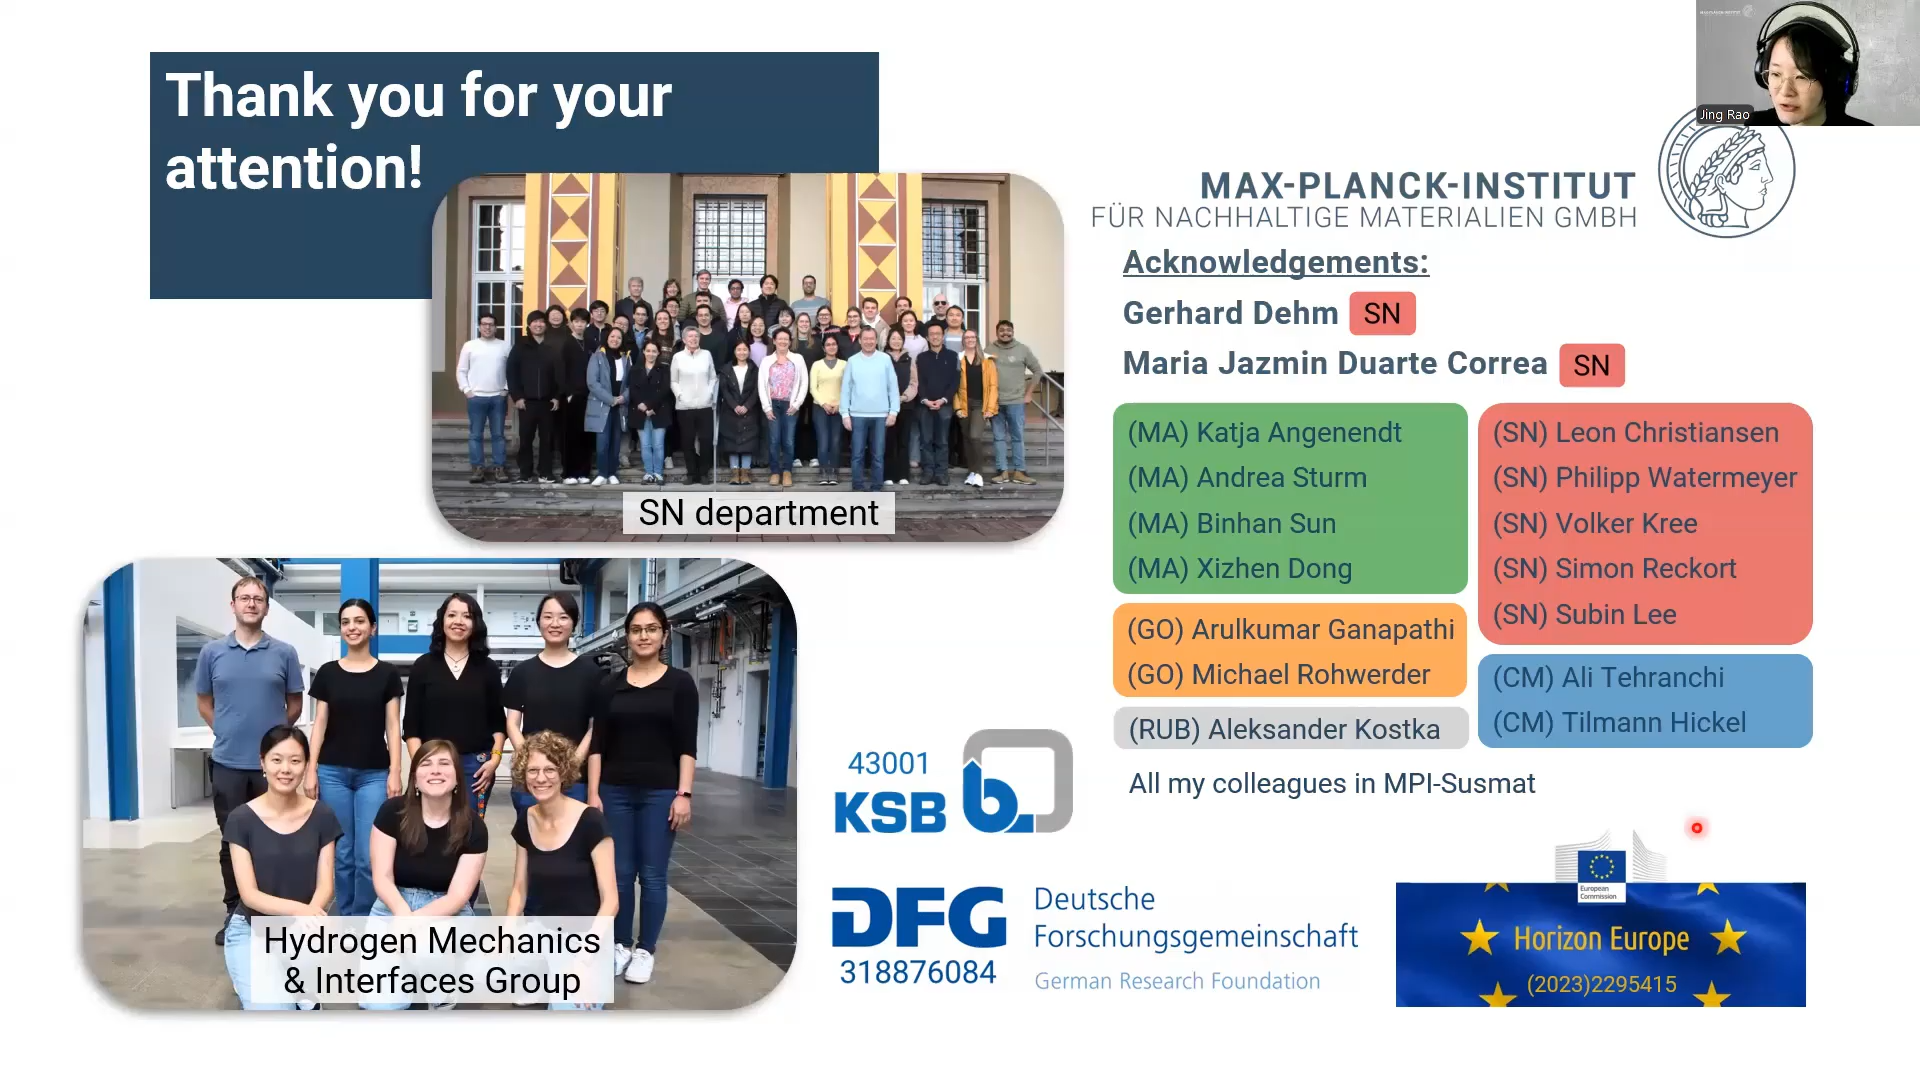 Thank you for your
attention!
Jing Rao
MAX-PLANCK-INSTITUT
FÜR NACHHALTIGE MATERIALIEN GMBH
Acknowledgements:
Gerhard Dehm SN
Maria Jazmin Duarte Correa SN
(MA) Katja Angenendt
(MA) Andrea Sturm
(MA) Binhan Sun
(MA) Xizhen Dong
(GO) Arulkumar Ganapathi
(GO) Michael Rohwerder
(RUB) Aleksander Kostka
(SN) Leon Christiansen
(SN) Philipp Watermeyer
(SN) Volker Kree
(SN) Simon Reckort
(SN) Subin Lee
(CM) Ali Tehranchi
(CM) Tilmann Hickel
All my colleagues in MPI-Susmat
SN department
Hydrogen Mechanics
& Interfaces Group
43001
KSB b
DFG
318876084
Deutsche
Forschungsgemeinschaft
German Research Foundation
European
Commission
Horizon Europe
(2023)2295415